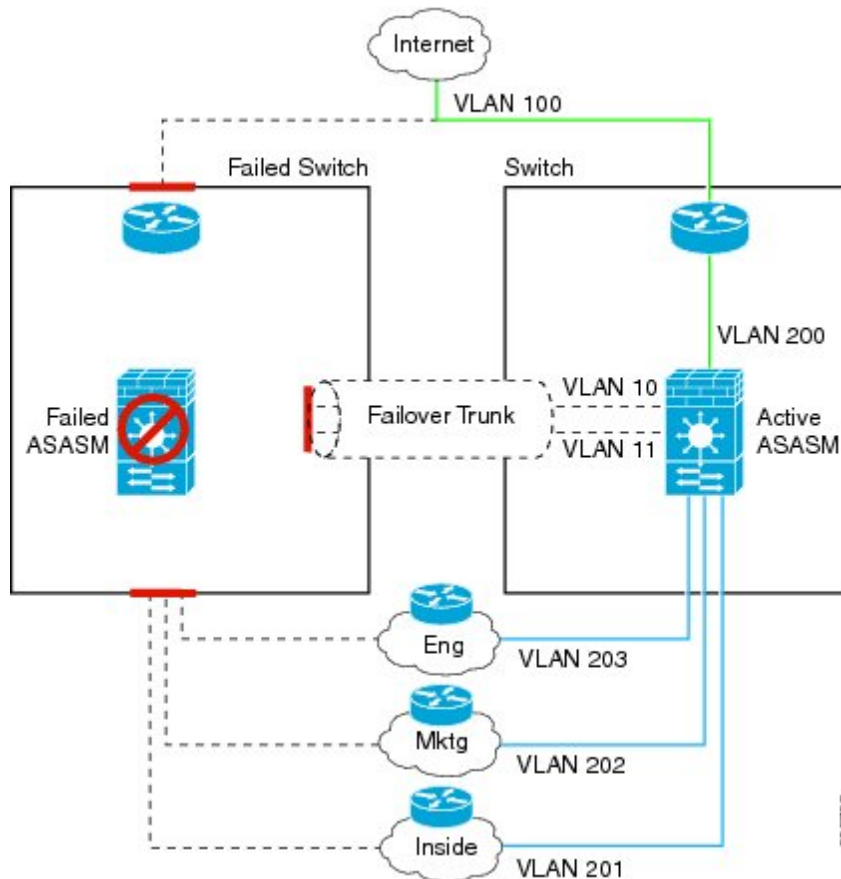 Internet
VLAN 100
Failed Switch
Switch
VLAN 200
Failed
ASASM
Failover Trunk
VLAN 10
VLAN 11
Active
ASASM
Eng
VLAN 203
Mktg
VLAN 202
Inside
VLAN 201